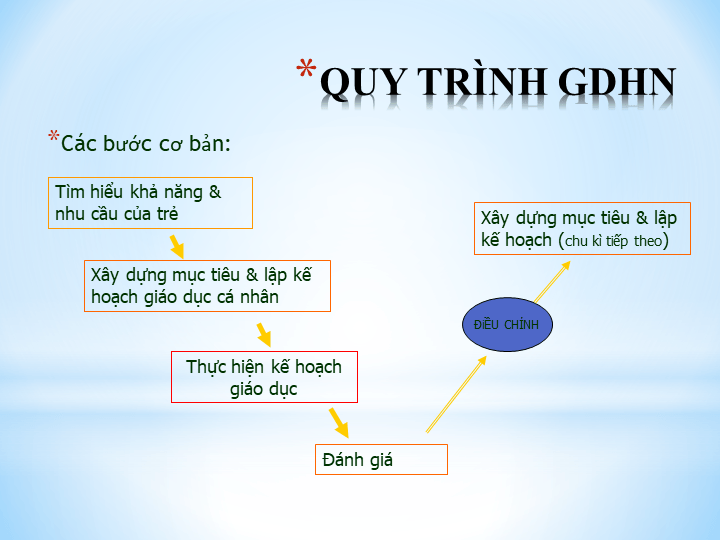 *QUY TRÌNH GDHN
*Các bước cơ bản:
Tìm hiểu khả năng &
nhu cầu của trẻ
Xây dựng mục tiêu & lập kế
hoạch giáo dục cá nhân
Thực hiện kế hoạch
giáo dục
Đánh giá
ĐIỀU CHỈNH
Xây dựng mục tiêu & lập
kế hoạch (chu kì tiếp theo)